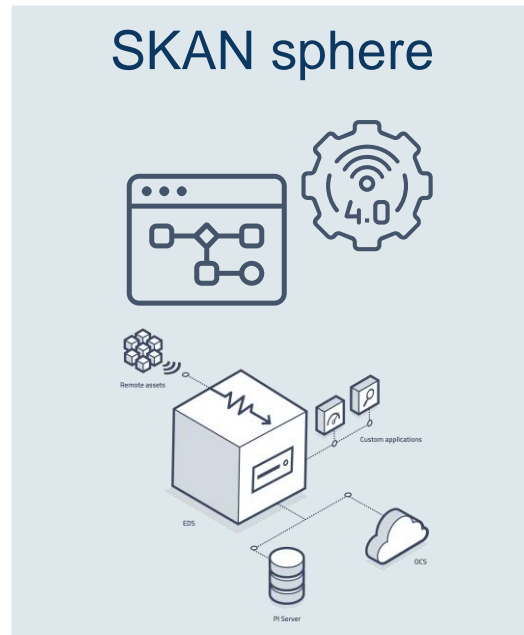 SKAN sphere
4.0
Remote assets
Custom applications
EDS
OCS
PI Server